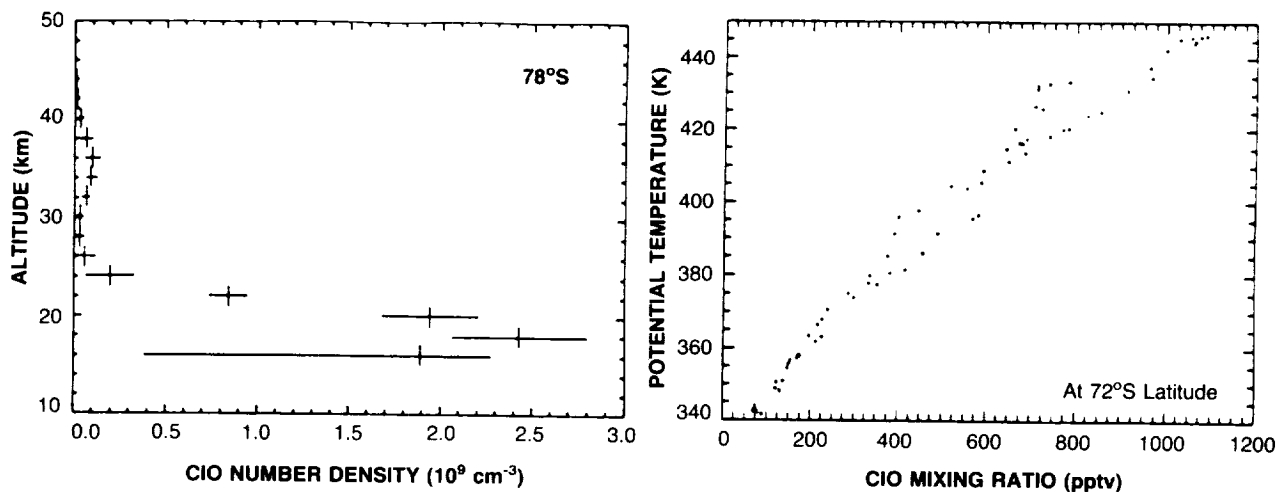 50
40
30
20
10
ALTITUDE (km)
78°S
0.0 0.5 1.0 1.5 2.0 2.5 3.0
ClO NUMBER DENSITY (10⁹ cm⁻³)
440
420
400
380
360
340
POTENTIAL TEMPERATURE (K)
At 72°S Latitude
0 200 400 600 800 1000 1200
ClO MIXING RATIO (pptv)